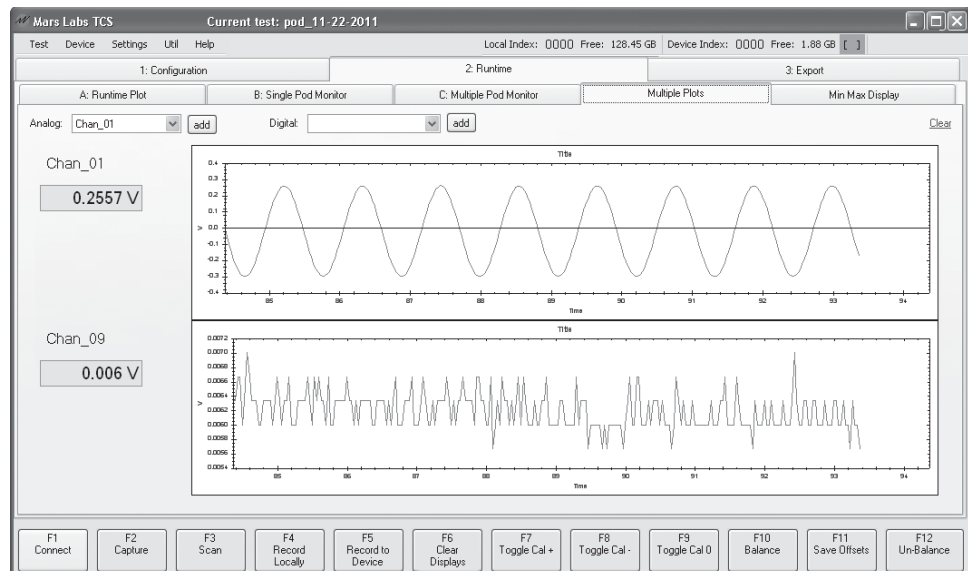 Mars Labs TCS Current test: pod_11-22-2011
Test Device Settings Util Help Local Index: 0000 Free: 128.45 GB Device Index: 0000 Free: 1.88 GB [ ]
1: Configuration 2: Runtime 3: Export
A: Runtime Plot B: Single Pod Monitor C: Multiple Pod Monitor Multiple Plots Min Max Display
Analog: Chan_01 add Digital: add Clear
Chan_01
0.2557 V
Title
0.4
0.3
0.2
0.1
0.0
-0.1
-0.2
-0.3
-0.4
V
85 86 87 88 89 90 91 92 93 94
Time
Chan_09
0.006 V
Title
0.0072
0.0070
0.0068
0.0066
0.0064
0.0062
0.0060
0.0058
0.0056
0.0054
V
85 86 87 88 89 90 91 92 93 94
Time
F1 Connect
F2 Capture
F3 Scan
F4 Record Locally
F5 Record to Device
F6 Clear Displays
F7 Toggle Cal +
F8 Toggle Cal -
F9 Toggle Cal 0
F10 Balance
F11 Save Offsets
F12 Un-Balance